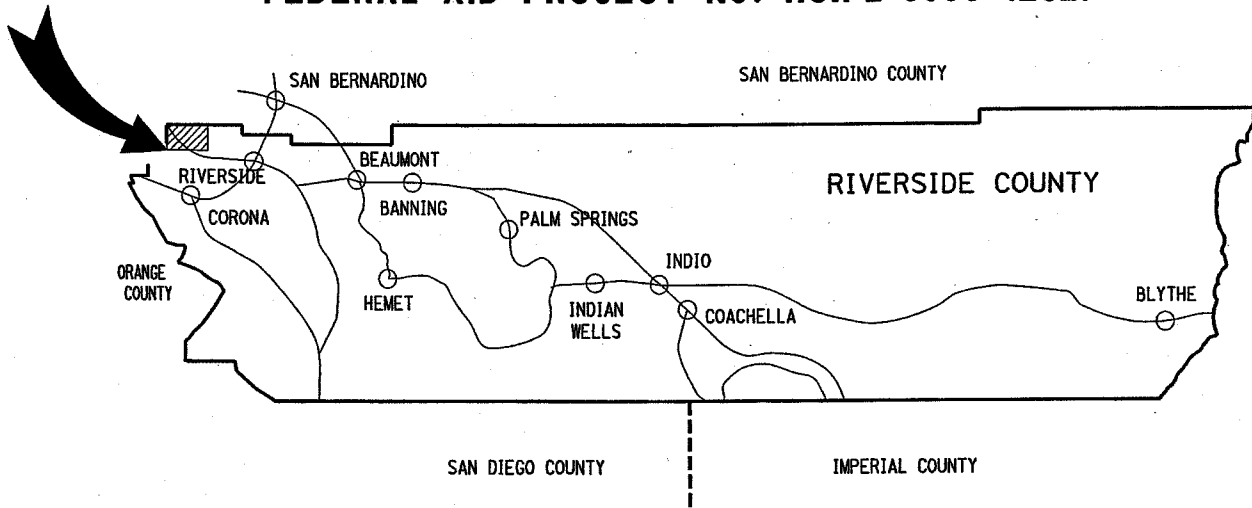 SAN BERNARDINO
SAN BERNARDINO COUNTY
BEAUMONT
RIVERSIDE
RIVERSIDE COUNTY
CORONA
BANNING
PALM SPRINGS
ORANGE
COUNTY
INDIO
HEMET
INDIAN
WELLS
COACHELLA
BLYTHE
SAN DIEGO COUNTY
IMPERIAL COUNTY